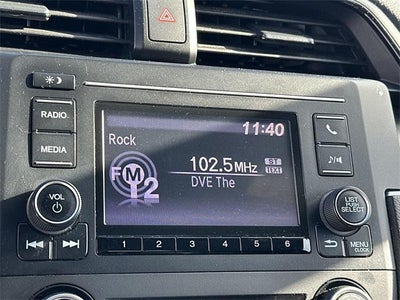 RADIO
MEDIA
11:40
Rock
102.5MHz
ST
FM2
TEXT
DVE The
VOL
LIST
PUSH
SELECT
1 2 3 4 5 6
MENU
CLOCK